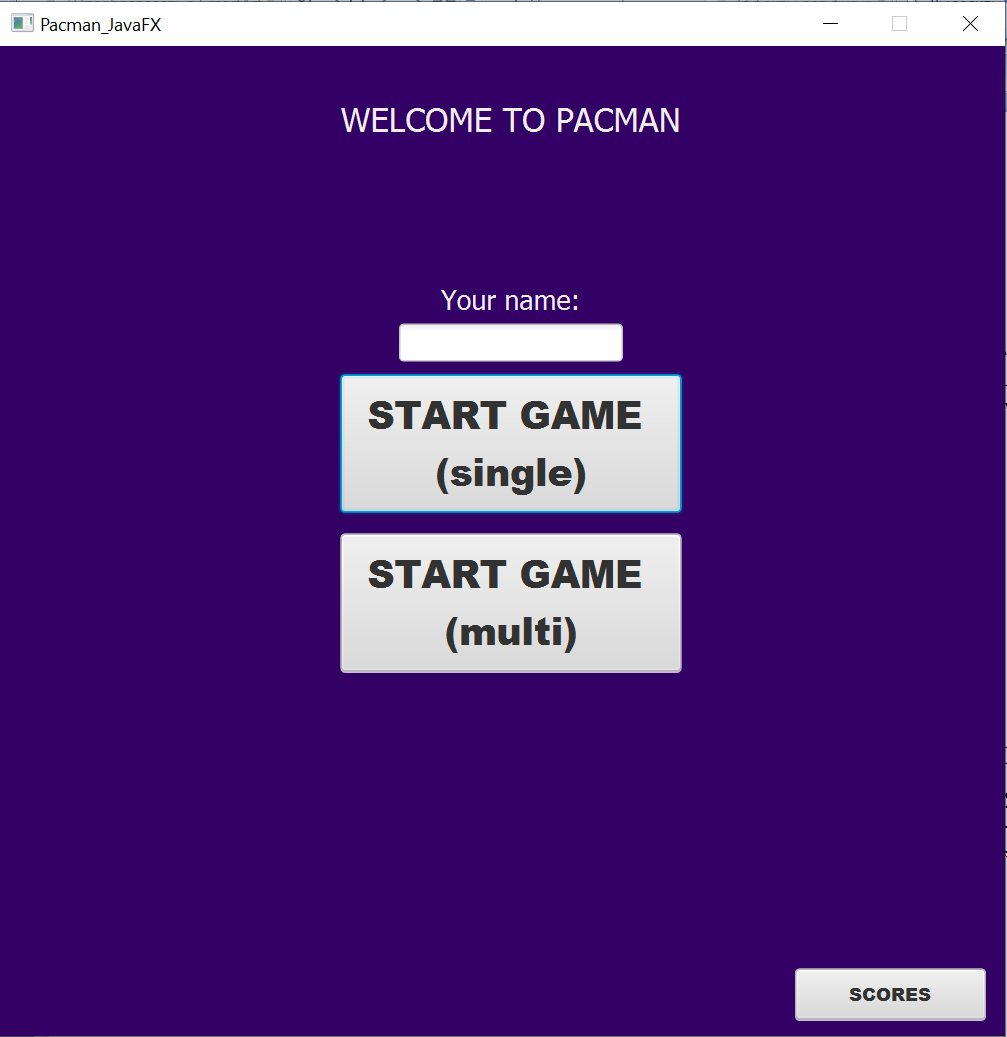 Pacman_JavaFX
WELCOME TO PACMAN
Your name:
START GAME
(single)
START GAME
(multi)
SCORES